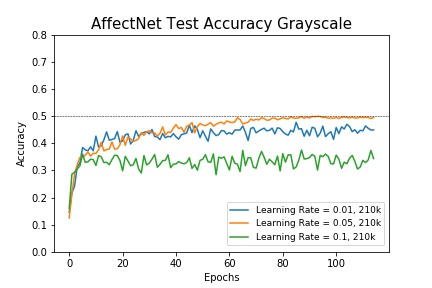 AffectNet Test Accuracy Grayscale
0.8
0.7
0.6
0.5
0.4
0.3
0.2
0.1
0.0
Accuracy
Learning Rate = 0.01, 210k
Learning Rate = 0.05, 210k
Learning Rate = 0.1, 210k
0 20 40 60 80 100
Epochs